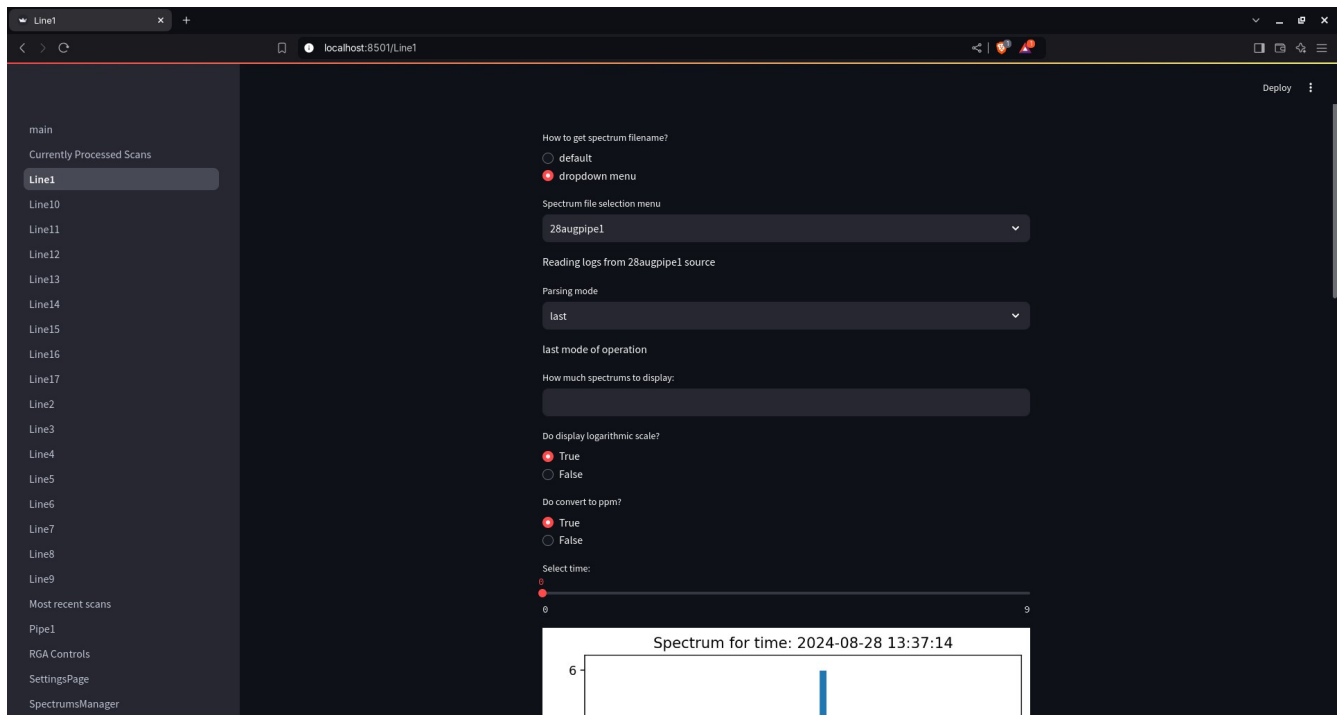 Line1
localhost:8501/Line1
Deploy
main
Currently Processed Scans
Line1
Line10
Line11
Line12
Line13
Line14
Line15
Line16
Line17
Line2
Line3
Line4
Line5
Line6
Line7
Line8
Line9
Most recent scans
Pipe1
RGA Controls
SettingsPage
SpectrumsManager
How to get spectrum filename?
default
dropdown menu
Spectrum file selection menu
28augpipe1
Reading logs from 28augpipe1 source
Parsing mode
last
last mode of operation
How much spectrums to display:
Do display logarithmic scale?
True
False
Do convert to ppm?
True
False
Select time:
0
0 9
Spectrum for time: 2024-08-28 13:37:14
6